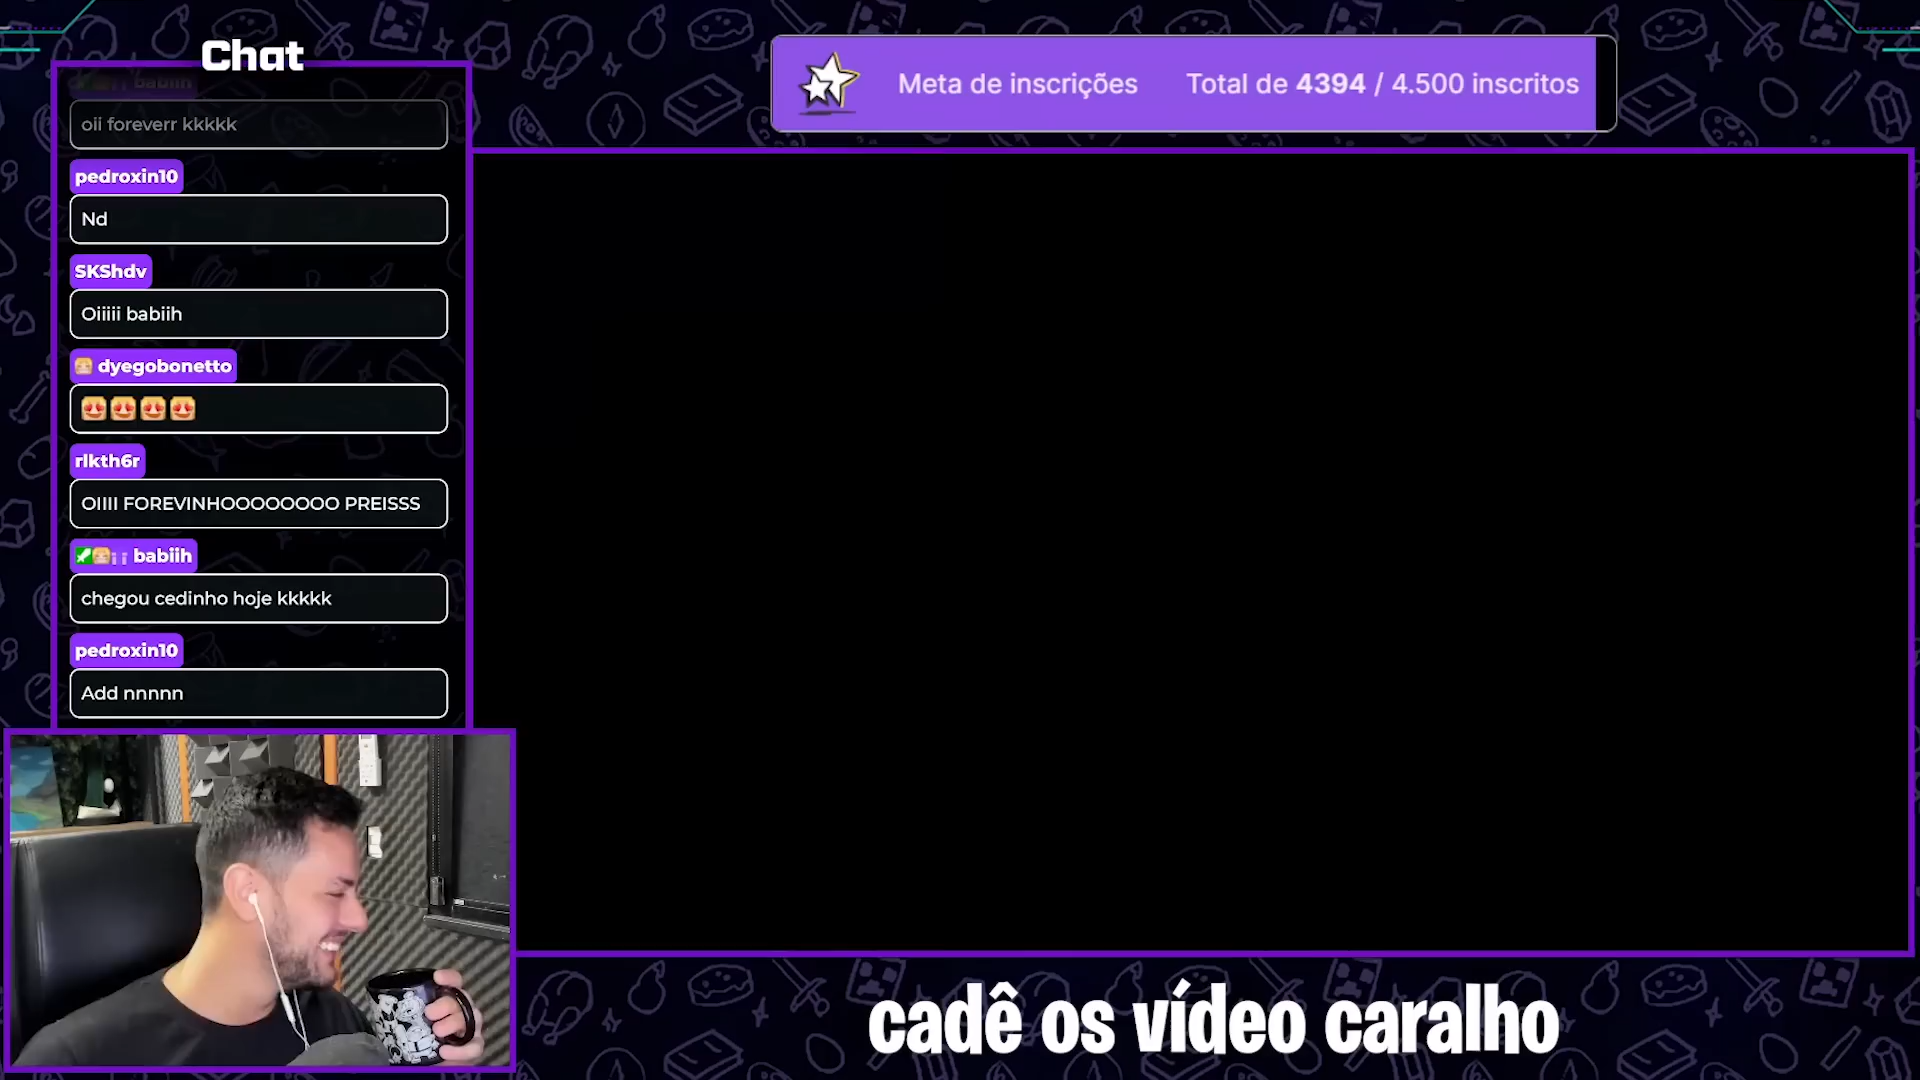 Chat
babiih
oii foreverr kkkkk
pedroxin10
Nd
SKShdv
Oiiiii babiih
dyegobonetto
rlkth6r
OIIII FOREVINHOOOOOOOO PREISSS
¡¡ babiih
chegou cedinho hoje kkkkk
pedroxin10
Add nnnnn
Meta de inscrições
Total de 4394 / 4.500 inscritos
cadê os vídeo caralho